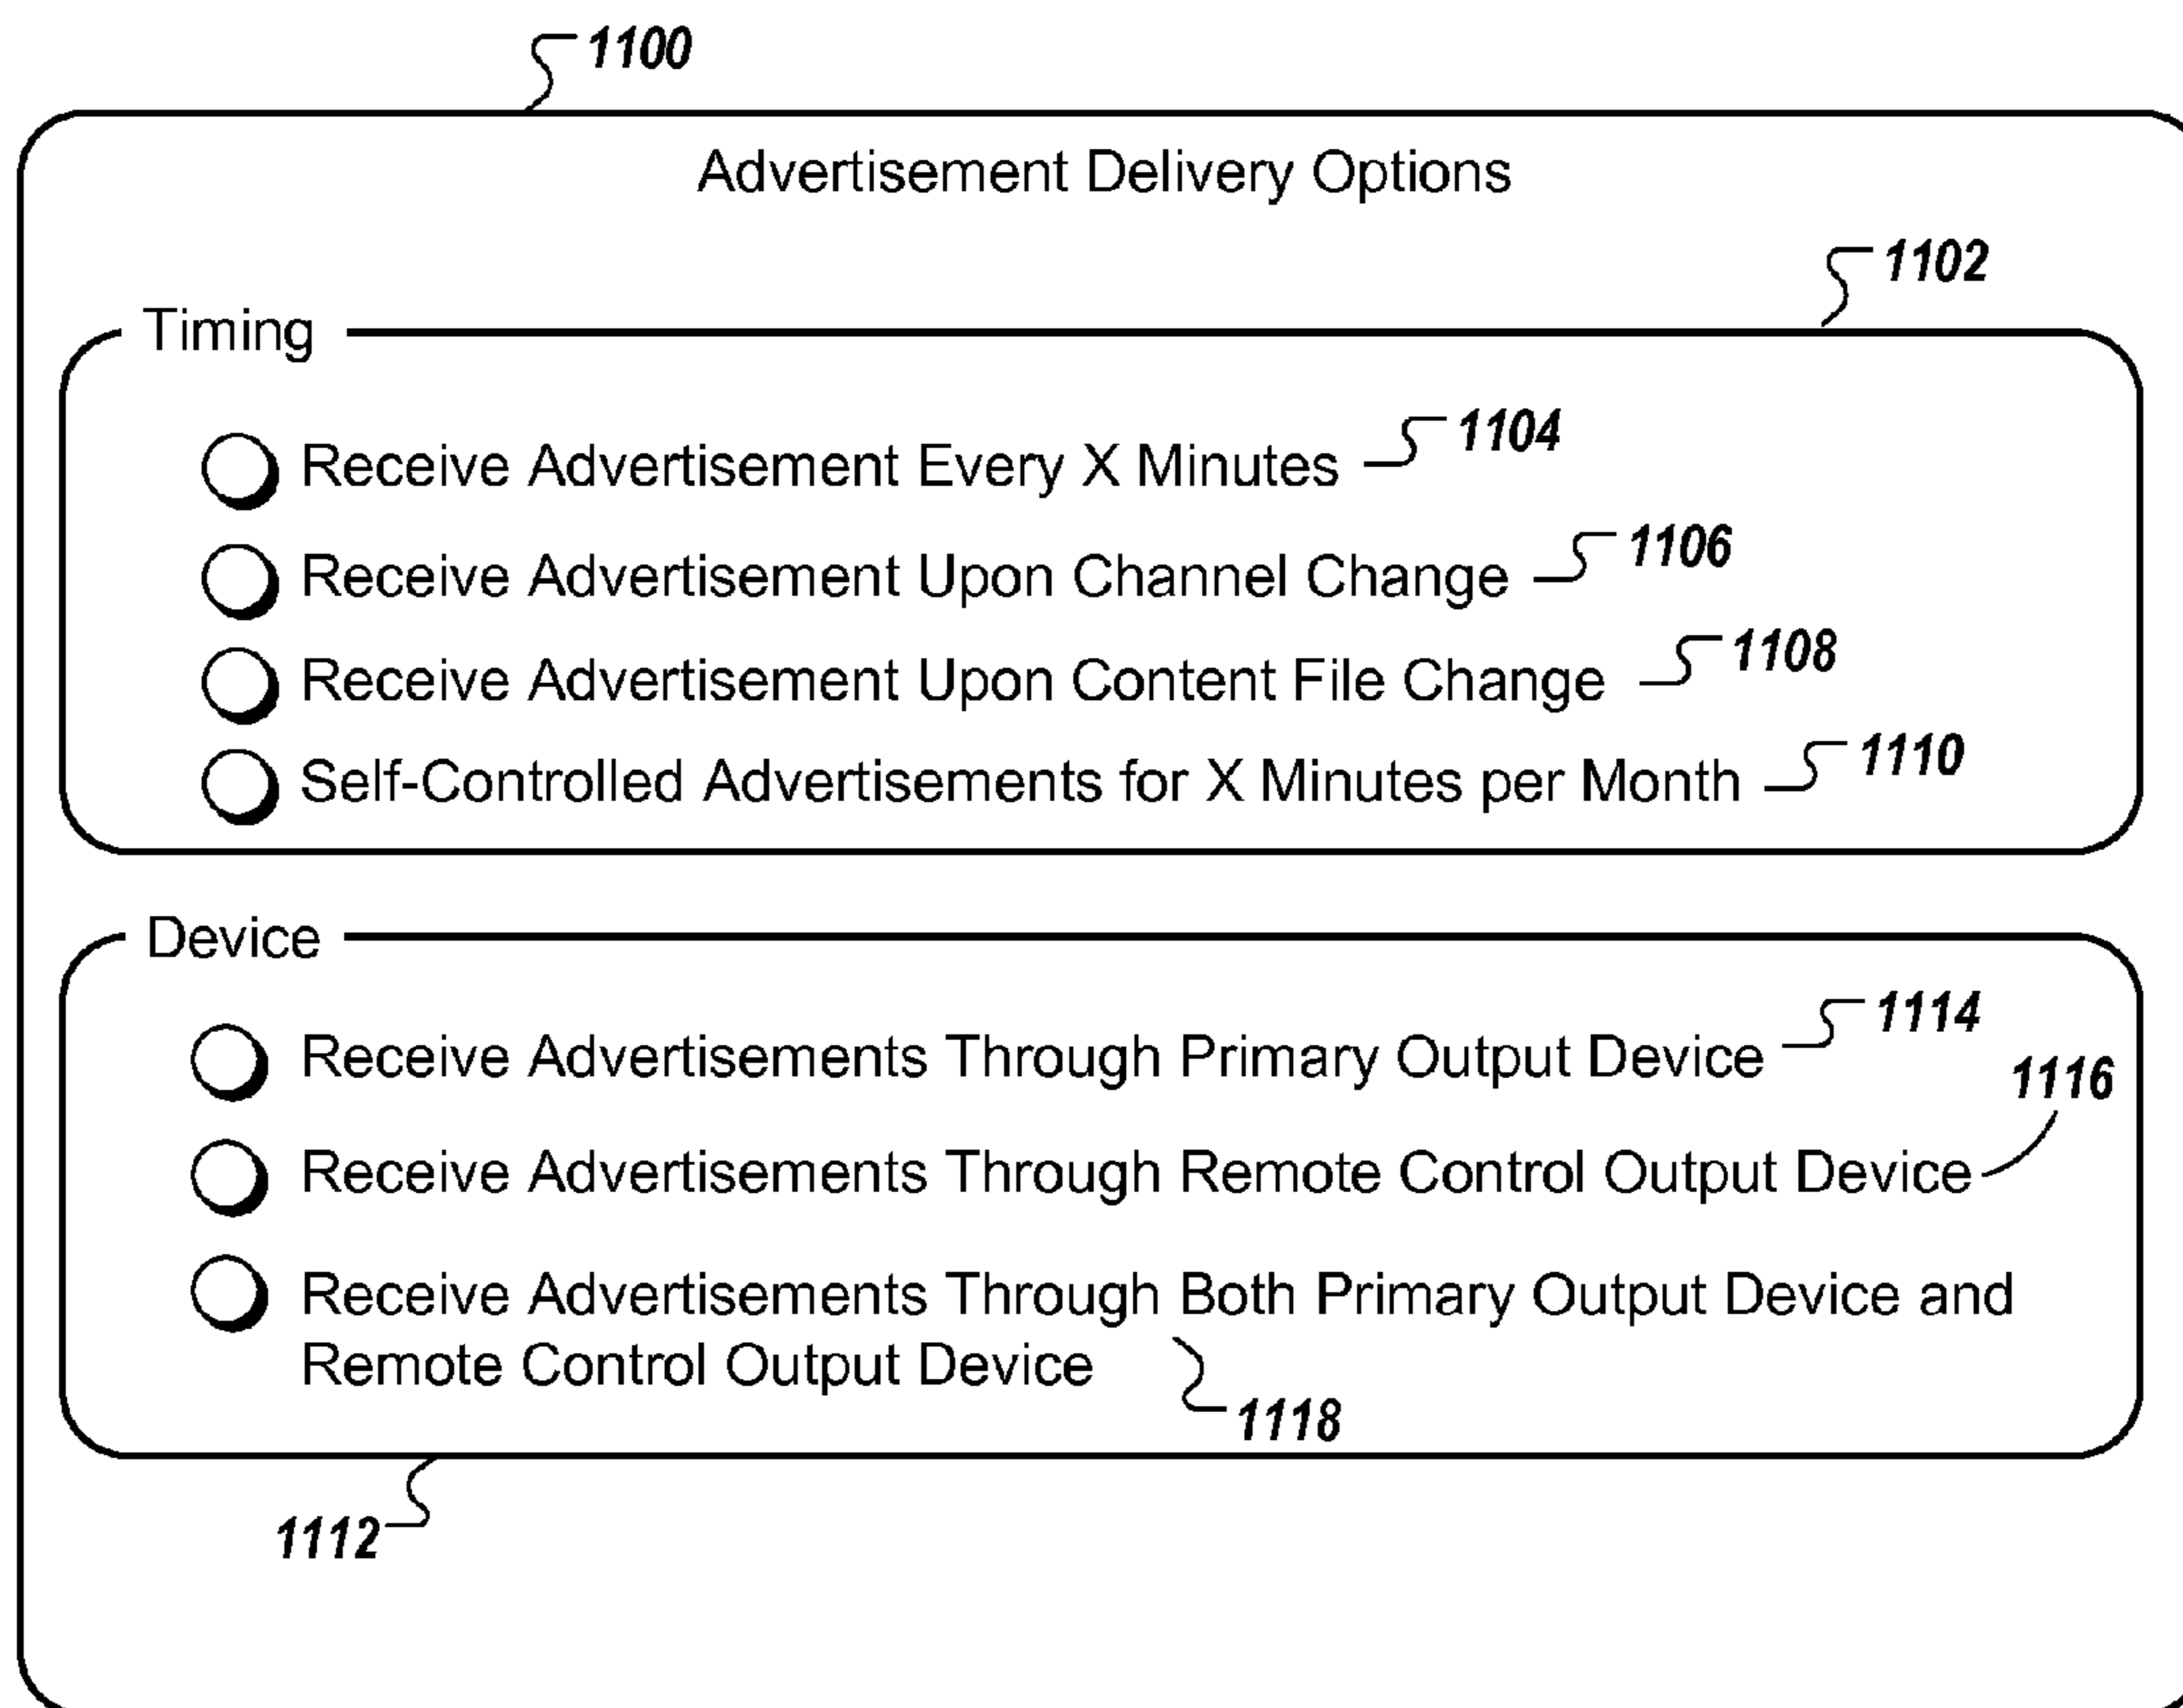 1100
Advertisement Delivery Options
1102
Timing
Receive Advertisement Every X Minutes 1104
Receive Advertisement Upon Channel Change 1106
Receive Advertisement Upon Content File Change 1108
Self-Controlled Advertisements for X Minutes per Month 1110
Device
Receive Advertisements Through Primary Output Device 1114
1116
Receive Advertisements Through Remote Control Output Device
Receive Advertisements Through Both Primary Output Device and
Remote Control Output Device
1118
1112